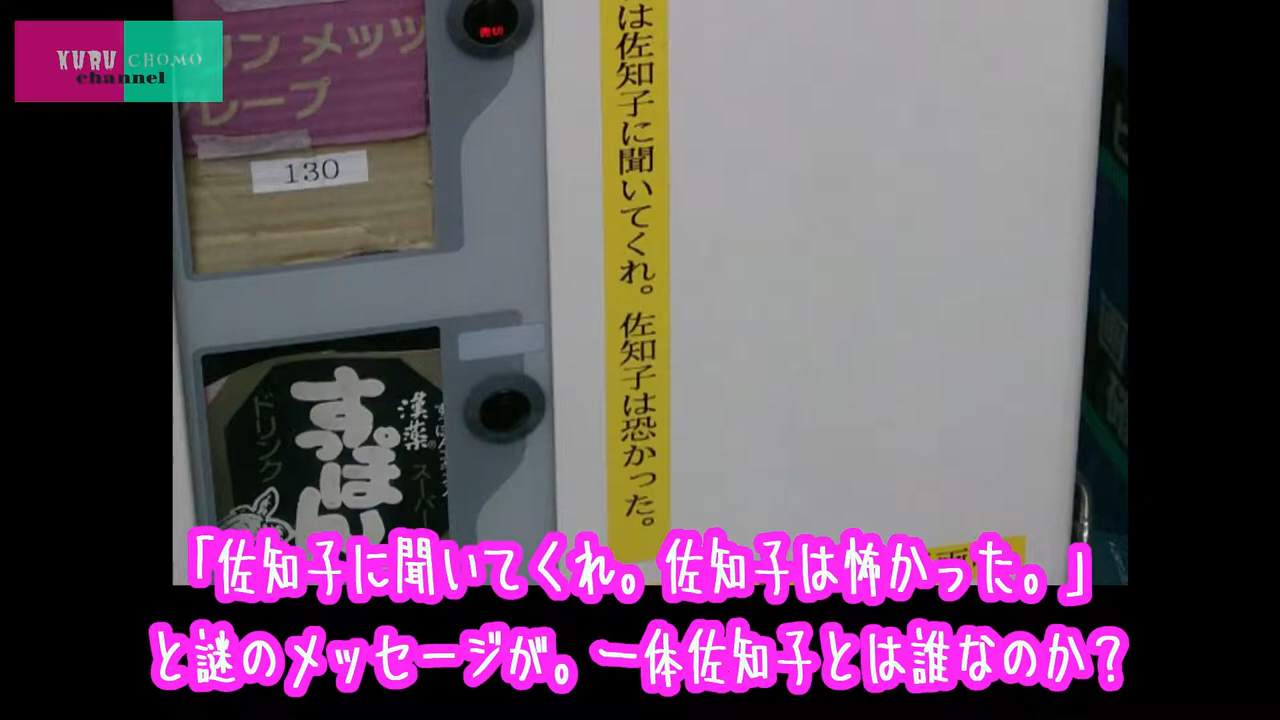 KURU CHOMO
channel
リン メッツ
レープ
130
売切
は佐知子に聞いてくれ。佐知子は恐かった。
すっぽん
漢薬
ドリンク
スーパー
「佐知子に聞いてくれ。佐知子は怖かった。」
と謎のメッセージが。一体佐知子とは誰なのか？